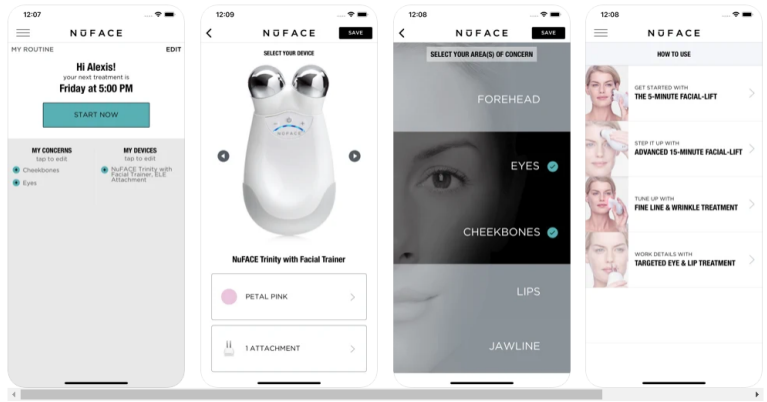 12:07
NUFACE
MY ROUTINE
EDIT
Hi Alexis!
your next treatment is
Friday at 5:00 PM
START NOW
MY CONCERNS
tap to edit
Cheekbones
Eyes
MY DEVICES
tap to edit
NuFACE Trinity with
Facial Trainer, ELE
Attachment
12:09
NUFACE
SAVE
SELECT YOUR DEVICE
NUFACE
NuFACE Trinity with Facial Trainer
PETAL PINK
1 ATTACHMENT
12:08
NUFACE
SAVE
SELECT YOUR AREA(S) OF CONCERN
FOREHEAD
EYES
CHEEKBONES
LIPS
JAWLINE
12:08
NUFACE
HOW TO USE
GET STARTED WITH
THE 5-MINUTE FACIAL-LIFT
STEP IT UP WITH
ADVANCED 15-MINUTE FACIAL-LIFT
TUNE UP WITH
FINE LINE & WRINKLE TREATMENT
WORK DETAILS WITH
TARGETED EYE & LIP TREATMENT